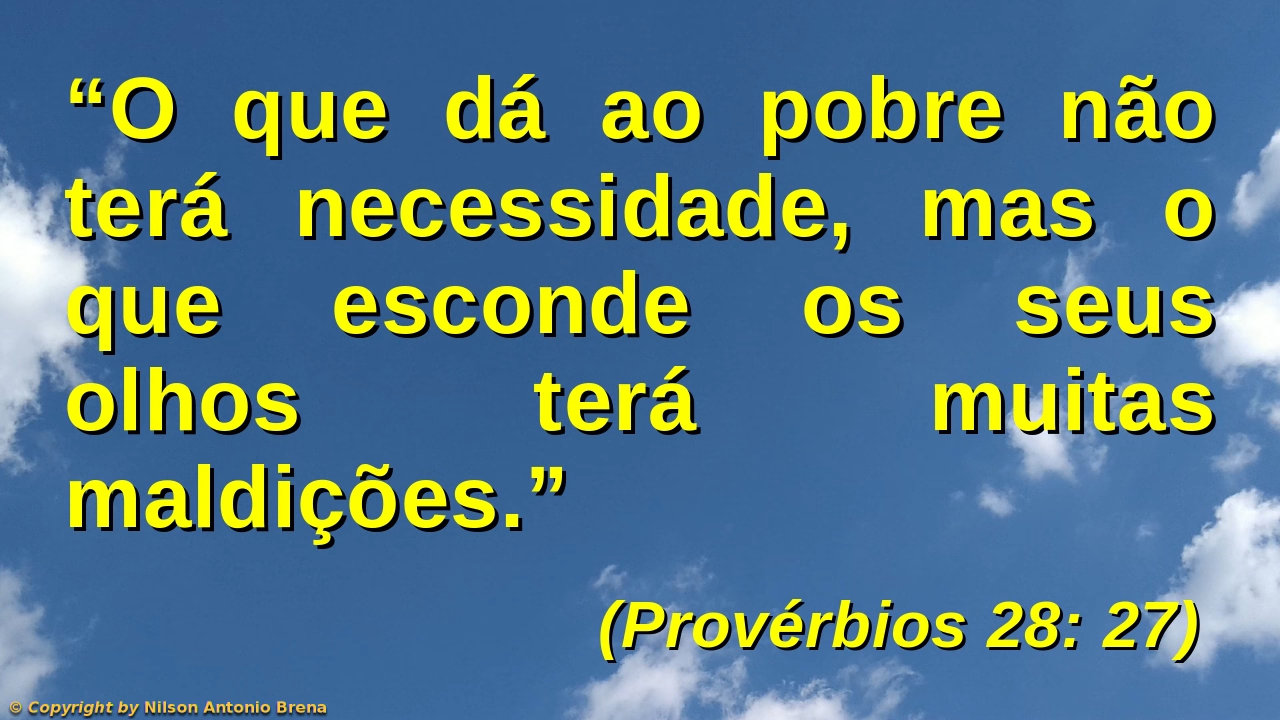 “O que dá ao pobre não
terá necessidade, mas o
que esconde os seus
olhos terá muitas
maldições.”
(Provérbios 28: 27)
© Copyright by Nilson Antonio Brena